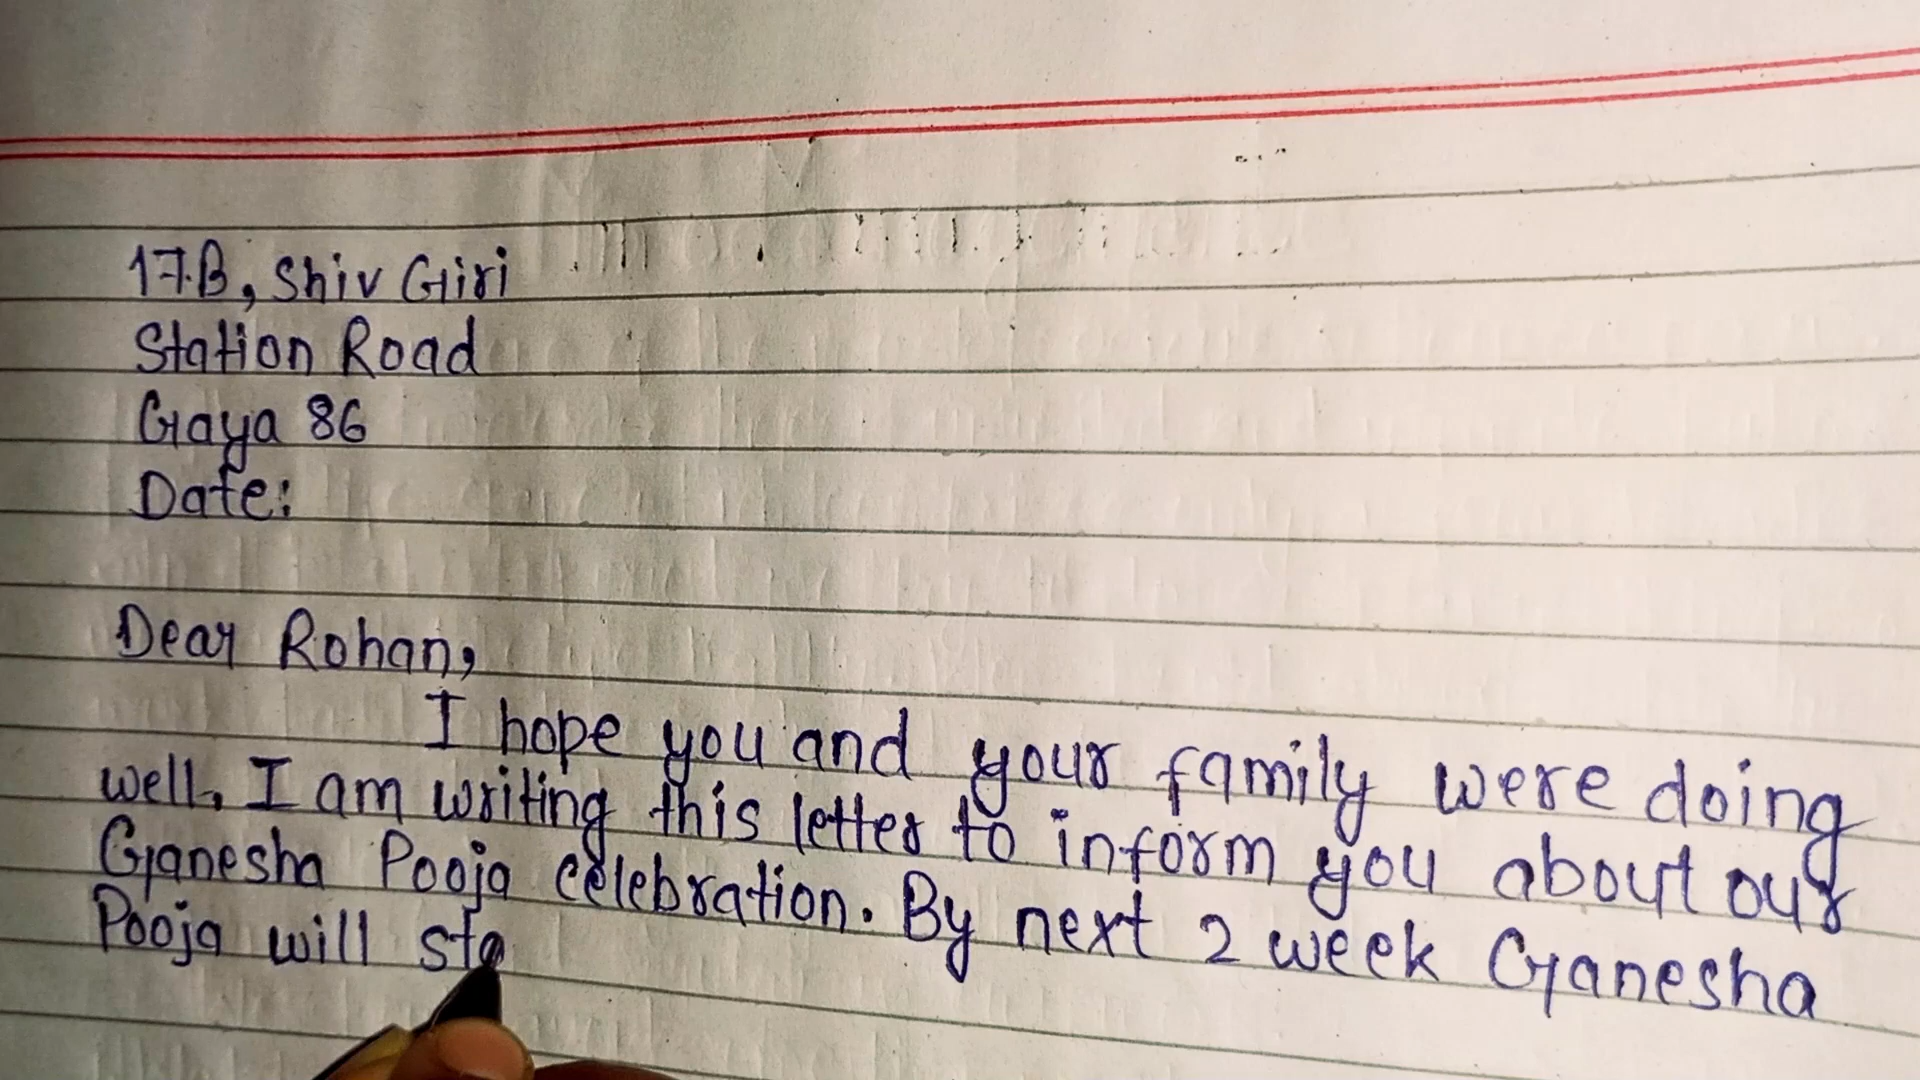 17.B, Shiv Giri
Station Road
Gaya 86
Date:
Dear Rohan,
I hope you and your family were doing
well. I am writing this letter to inform you about our
Ganesha Pooja celebration. By next 2 week Ganesha
Pooja will sta